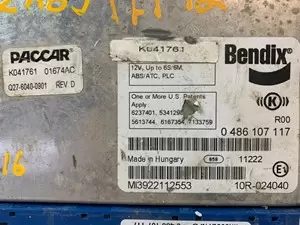 PACCAR
K041761 01674AC
Q27-6040-0901 REV D
K041761
12V, Up to 6S/6M,
ABS/ATC, PLC
Bendix
One or More U.S. Patents
Apply:
6237401, 534129
5613744 6167354 7133759
R00
0 486 107 117
Made in Hungary 858 11222
MI3922112553
10R-024040
16